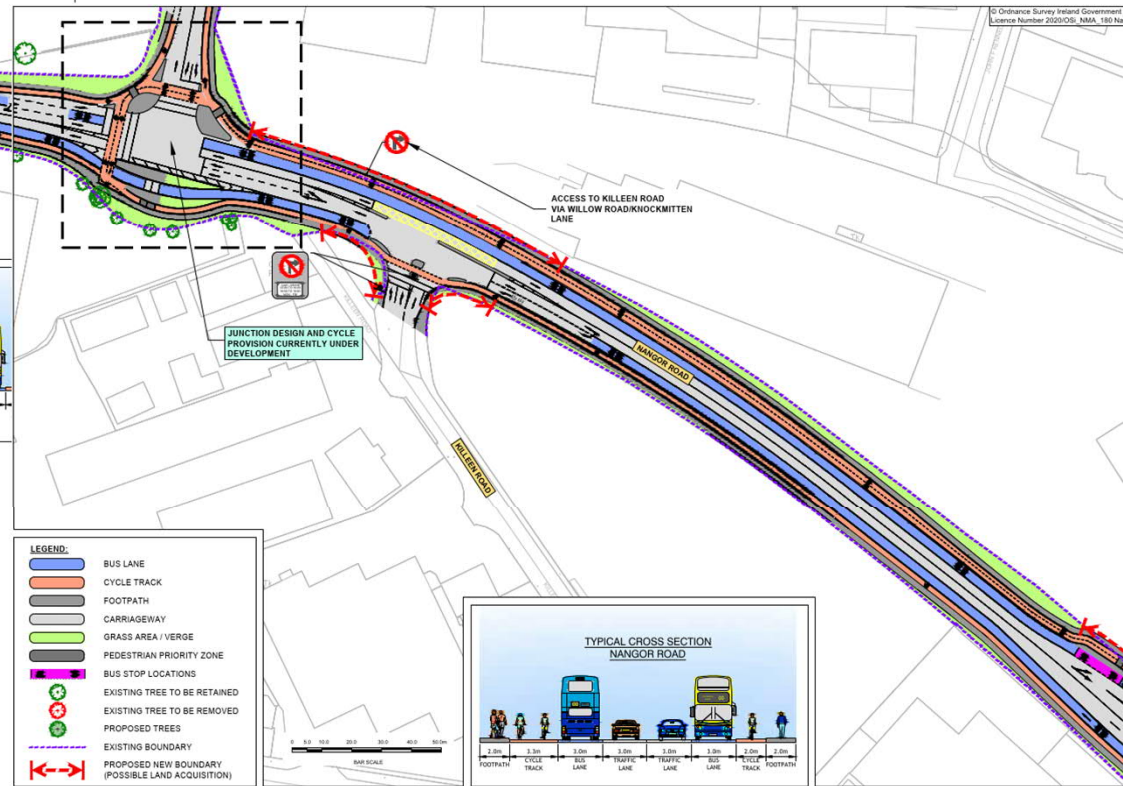 © Ordnance Survey Ireland Government
Licence Number 2020/OSi_NMA_180 Na
ACCESS TO KILLEEN ROAD
VIA WILLOW ROAD/KNOCKMITTEN
LANE
JUNCTION DESIGN AND CYCLE
PROVISION CURRENTLY UNDER
DEVELOPMENT
NANGOR ROAD
KILLEEN ROAD
KILLEEN ROAD
LEGEND:
BUS LANE
CYCLE TRACK
FOOTPATH
CARRIAGEWAY
GRASS AREA / VERGE
PEDESTRIAN PRIORITY ZONE
BUS STOP LOCATIONS
EXISTING TREE TO BE RETAINED
EXISTING TREE TO BE REMOVED
PROPOSED TREES
EXISTING BOUNDARY
PROPOSED NEW BOUNDARY
(POSSIBLE LAND ACQUISITION)
0 5.0 10.0 20.0 30.0 40.0 50.0m
BAR SCALE
TYPICAL CROSS SECTION
NANGOR ROAD
2.0m 3.3m 3.0m 3.0m 3.0m 3.0m 2.0m 2.0m
FOOTPATH CYCLE TRACK BUS LANE TRAFFIC LANE TRAFFIC LANE BUS LANE CYCLE TRACK FOOTPATH